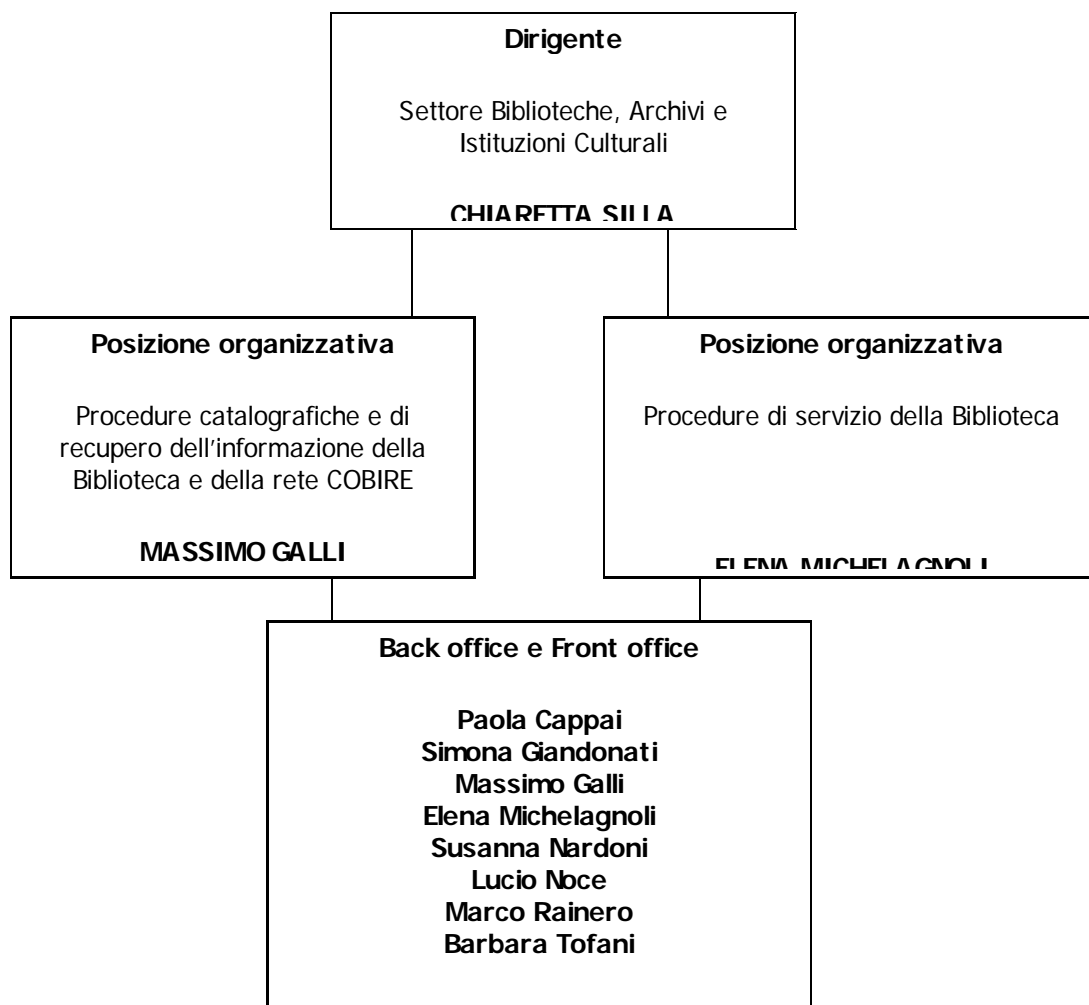 Dirigente
Settore Biblioteche, Archivi e
Istituzioni Culturali
CHIARETTA SILLA
Posizione organizzativa
Procedure catalografiche e di
recupero dell'informazione della
Biblioteca e della rete COBIRE
MASSIMO GALLI
Posizione organizzativa
Procedure di servizio della Biblioteca
ELENA MICHELAGNOLI
Back office e Front office
Paola Cappai
Simona Giandonati
Massimo Galli
Elena Michelagnoli
Susanna Nardoni
Lucio Noce
Marco Rainero
Barbara Tofani